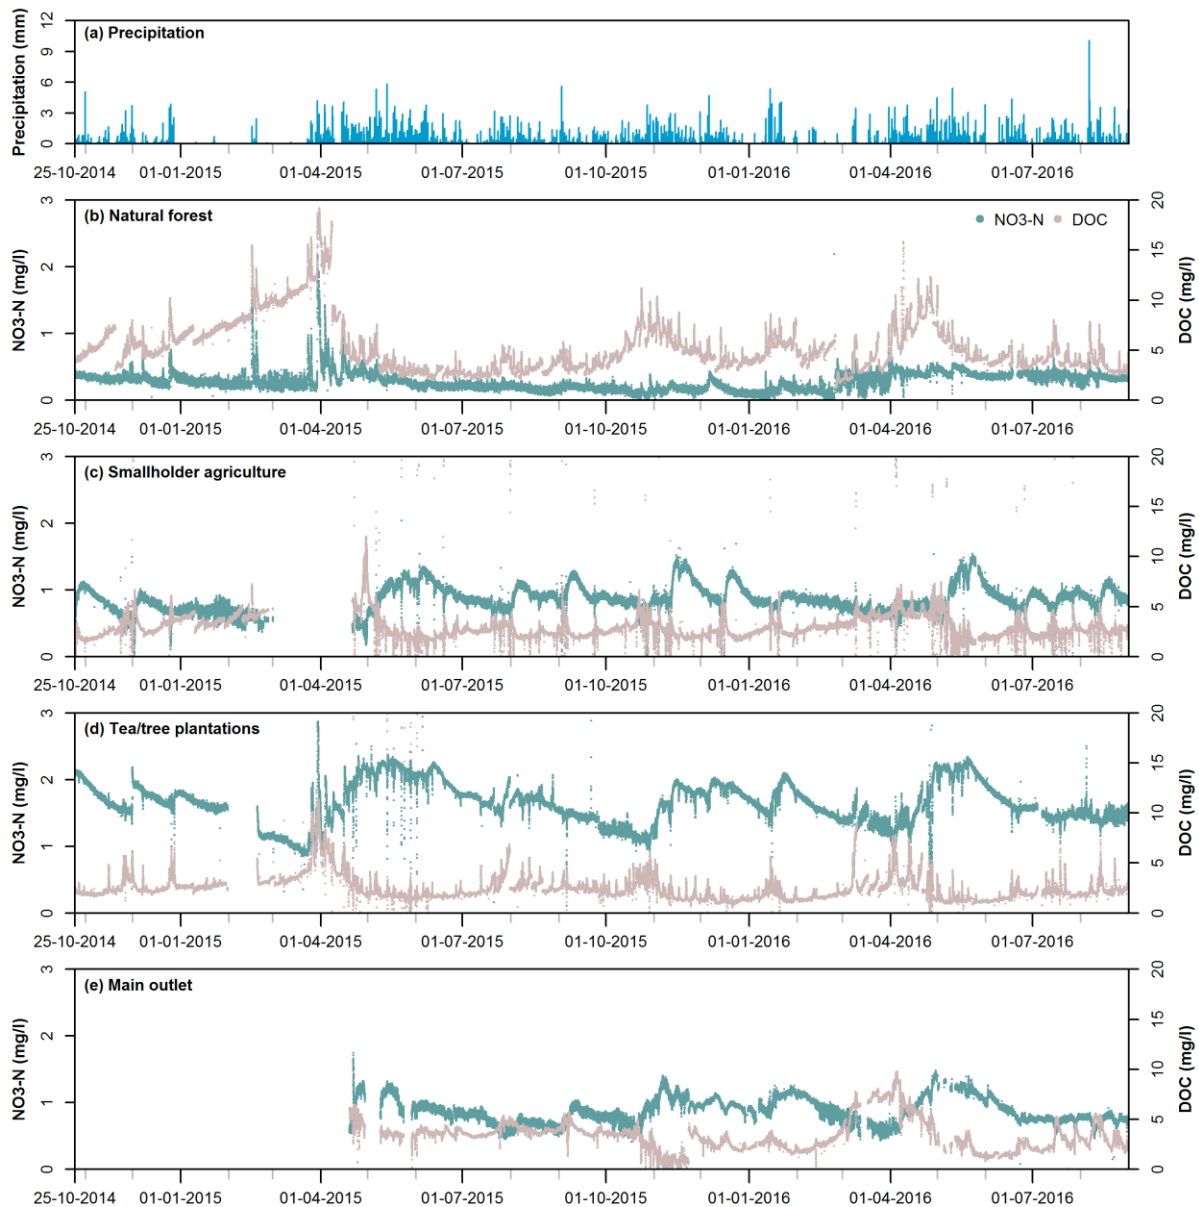 (a) Precipitation
Precipitation (mm)
0 3 6 9 12
25-10-2014 01-01-2015 01-04-2015 01-07-2015 01-10-2015 01-01-2016 01-04-2016 01-07-2016
(b) Natural forest
NO3-N DOC
NO3-N (mg/l)
0 1 2 3
DOC (mg/l)
0 5 10 15 20
25-10-2014 01-01-2015 01-04-2015 01-07-2015 01-10-2015 01-01-2016 01-04-2016 01-07-2016
(c) Smallholder agriculture
NO3-N (mg/l)
0 1 2 3
DOC (mg/l)
0 5 10 15 20
25-10-2014 01-01-2015 01-04-2015 01-07-2015 01-10-2015 01-01-2016 01-04-2016 01-07-2016
(d) Tea/tree plantations
NO3-N (mg/l)
0 1 2 3
DOC (mg/l)
0 5 10 15 20
25-10-2014 01-01-2015 01-04-2015 01-07-2015 01-10-2015 01-01-2016 01-04-2016 01-07-2016
(e) Main outlet
NO3-N (mg/l)
0 1 2 3
DOC (mg/l)
0 5 10 15 20
25-10-2014 01-01-2015 01-04-2015 01-07-2015 01-10-2015 01-01-2016 01-04-2016 01-07-2016